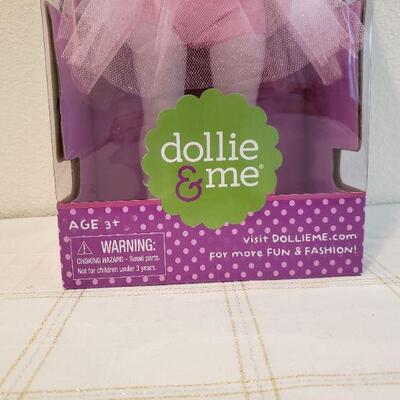 dollie
& me®
AGE 3+
⚠ WARNING:
CHOKING HAZARD - Small parts.
Not for children under 3 years.
visit DOLLIEME.com
for more FUN & FASHION!